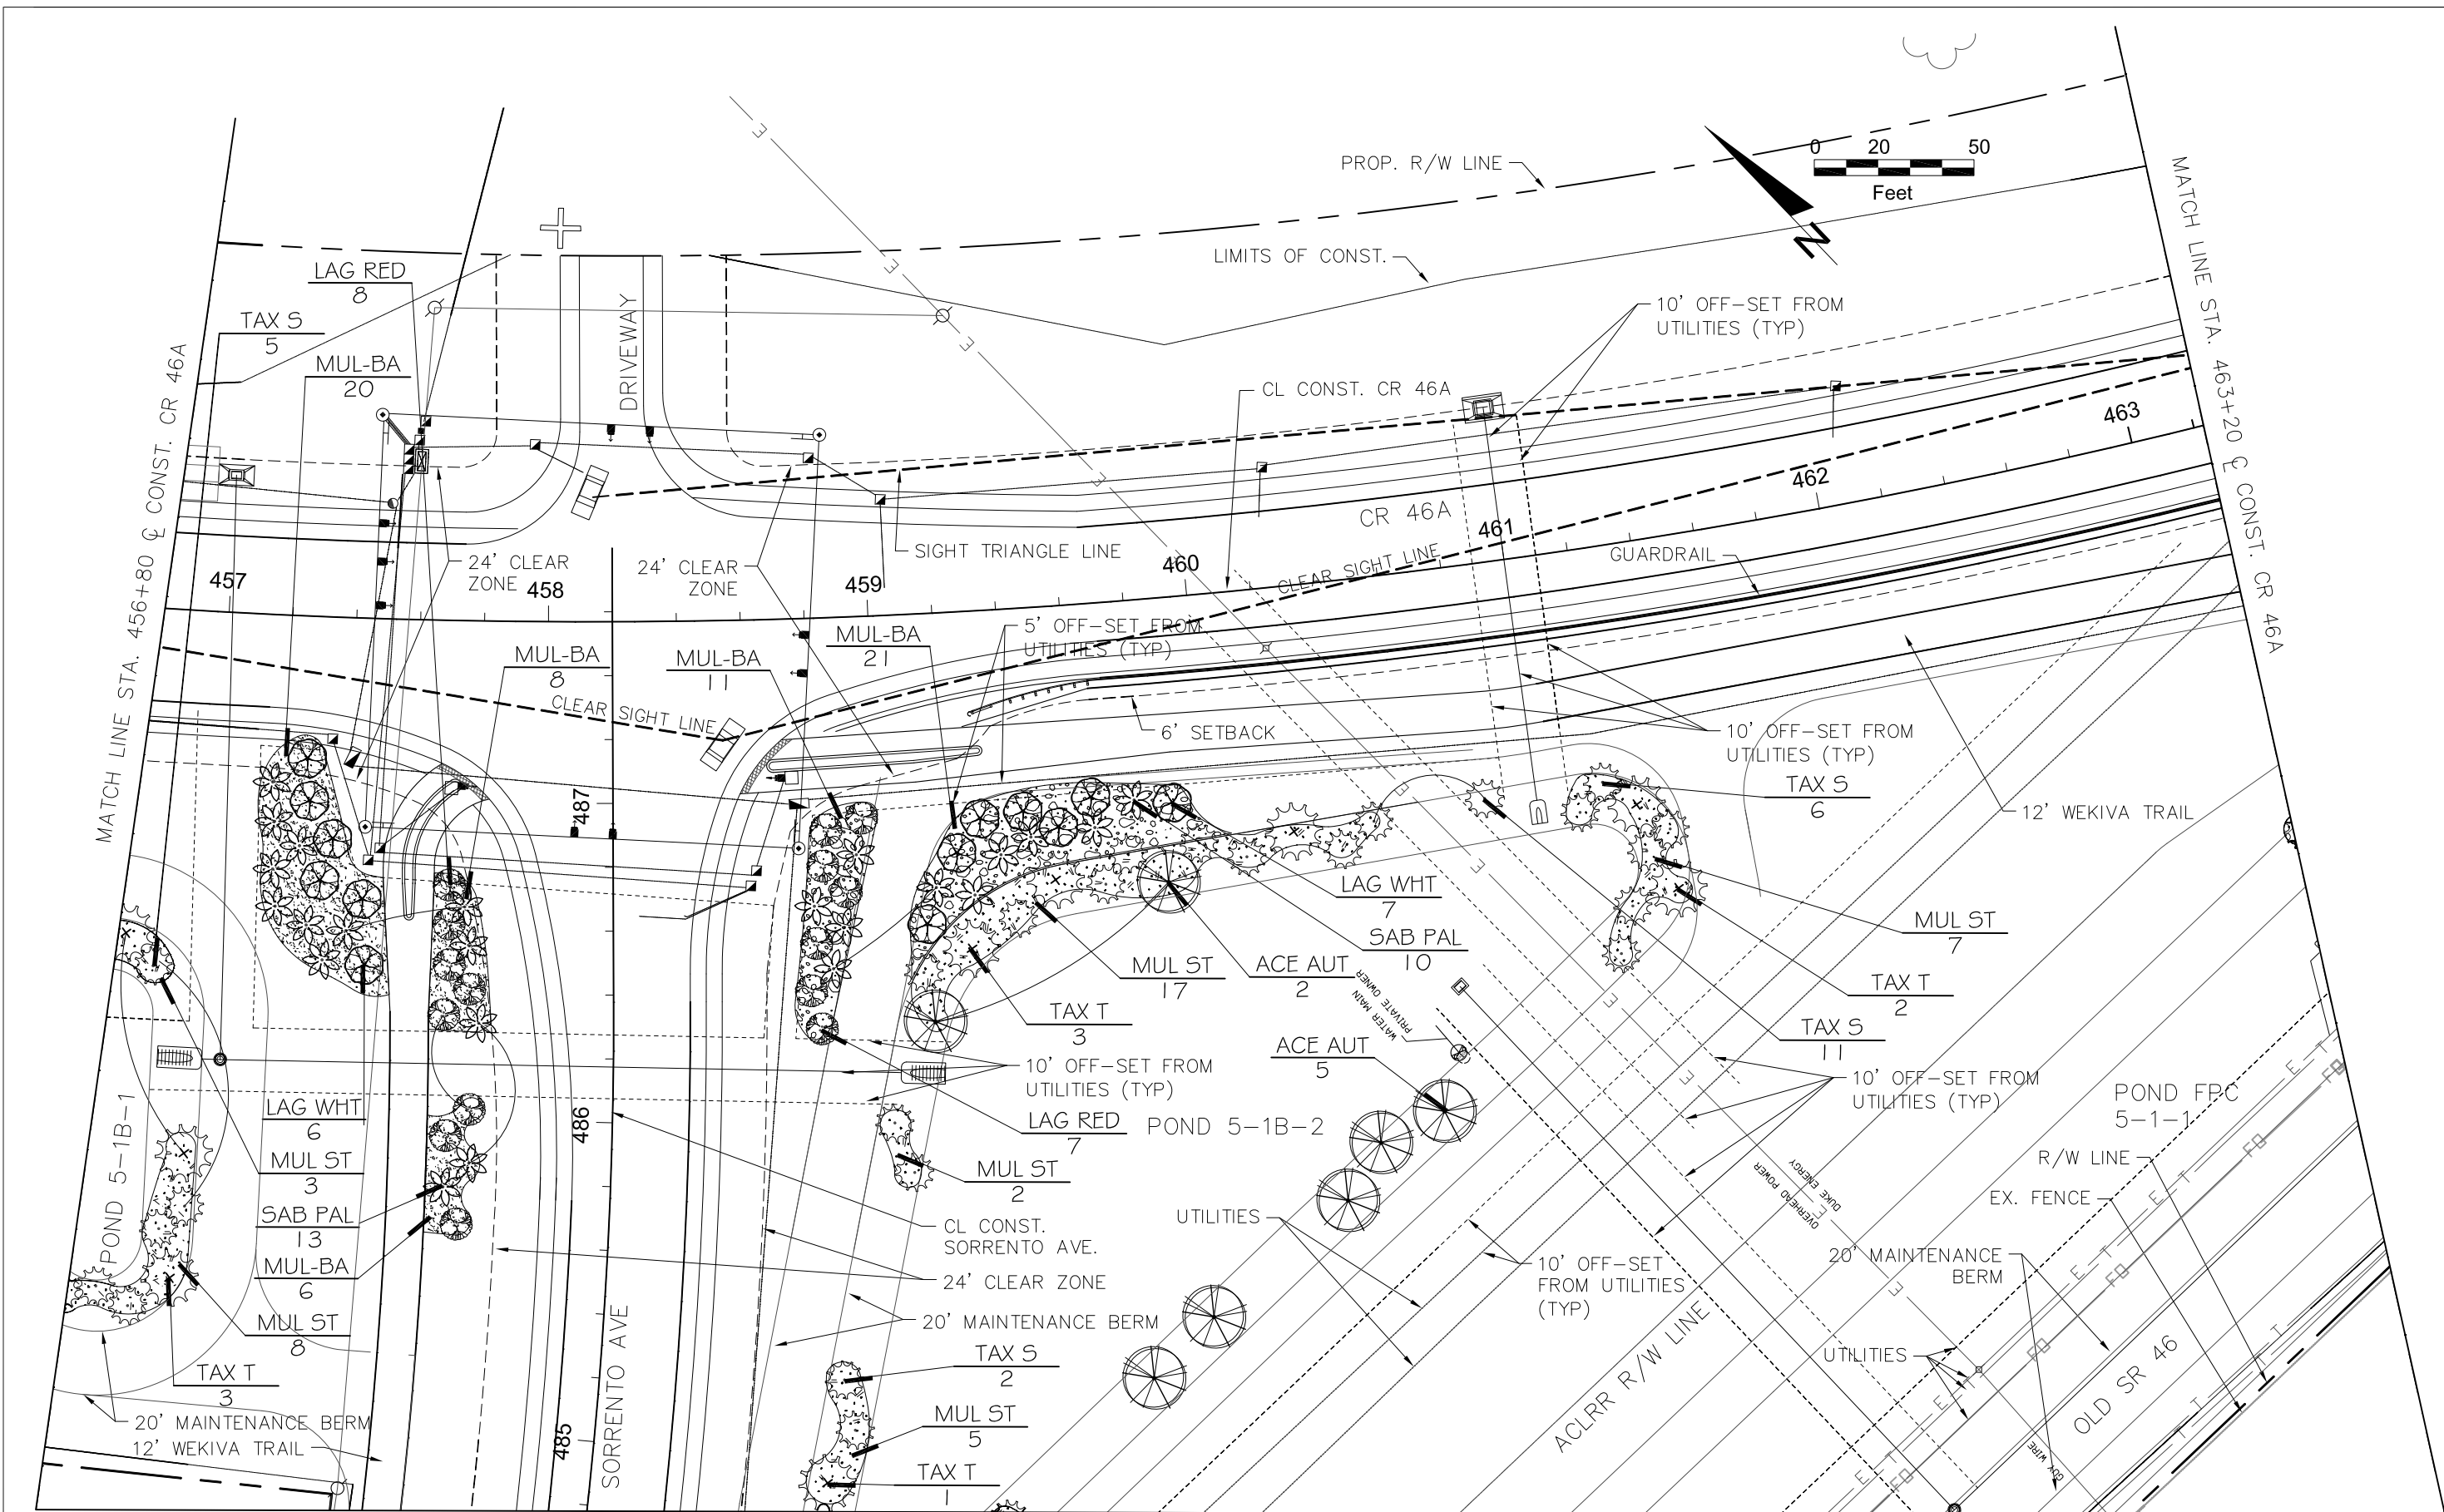 PROP. R/W LINE
0 20 50
Feet
N
LIMITS OF CONST.
LAG RED
8
TAX S
5
MUL-BA
20
DRIVEWAY
10' OFF-SET FROM
UTILITIES (TYP)
CL CONST. CR 46A
MATCH LINE STA. 456+80 ℄ CONST. CR 46A
MATCH LINE STA. 463+20 ℄ CONST. CR 46A
463
462
461
460
459
458
457
CR 46A
SIGHT TRIANGLE LINE
GUARDRAIL
24' CLEAR
ZONE
24' CLEAR
ZONE
CLEAR SIGHT LINE
5' OFF-SET FROM
UTILITIES (TYP)
MUL-BA
21
MUL-BA
11
MUL-BA
8
CLEAR SIGHT LINE
6' SETBACK
10' OFF-SET FROM
UTILITIES (TYP)
TAX S
6
12' WEKIVA TRAIL
487
LAG WHT
7
SAB PAL
10
MUL ST
7
MUL ST
17
ACE AUT
2
TAX T
2
TAX T
3
WATER MAIN
PRIVATE OWNER
TAX S
11
ACE AUT
5
10' OFF-SET FROM
UTILITIES (TYP)
10' OFF-SET FROM
UTILITIES (TYP)
POND FPC
5-1-1
LAG WHT
6
486
LAG RED
7
POND 5-1B-2
POND 5-1B-1
MUL ST
3
MUL ST
2
R/W LINE
EX. FENCE
OVERHEAD POWER
DUKE ENERGY
SAB PAL
13
UTILITIES
CL CONST.
SORRENTO AVE.
MUL-BA
6
24' CLEAR ZONE
10' OFF-SET
FROM UTILITIES
(TYP)
20' MAINTENANCE
BERM
MUL ST
8
20' MAINTENANCE BERM
TAX T
3
TAX S
2
UTILITIES
ACLRR R/W LINE
OLD SR 46
SORRENTO AVE
20' MAINTENANCE BERM
12' WEKIVA TRAIL
MUL ST
5
485
GUY WIRE
TAX T
1
E T E T E T E T
FO FO FO FO FO
E T T T
E E E E E E E E E